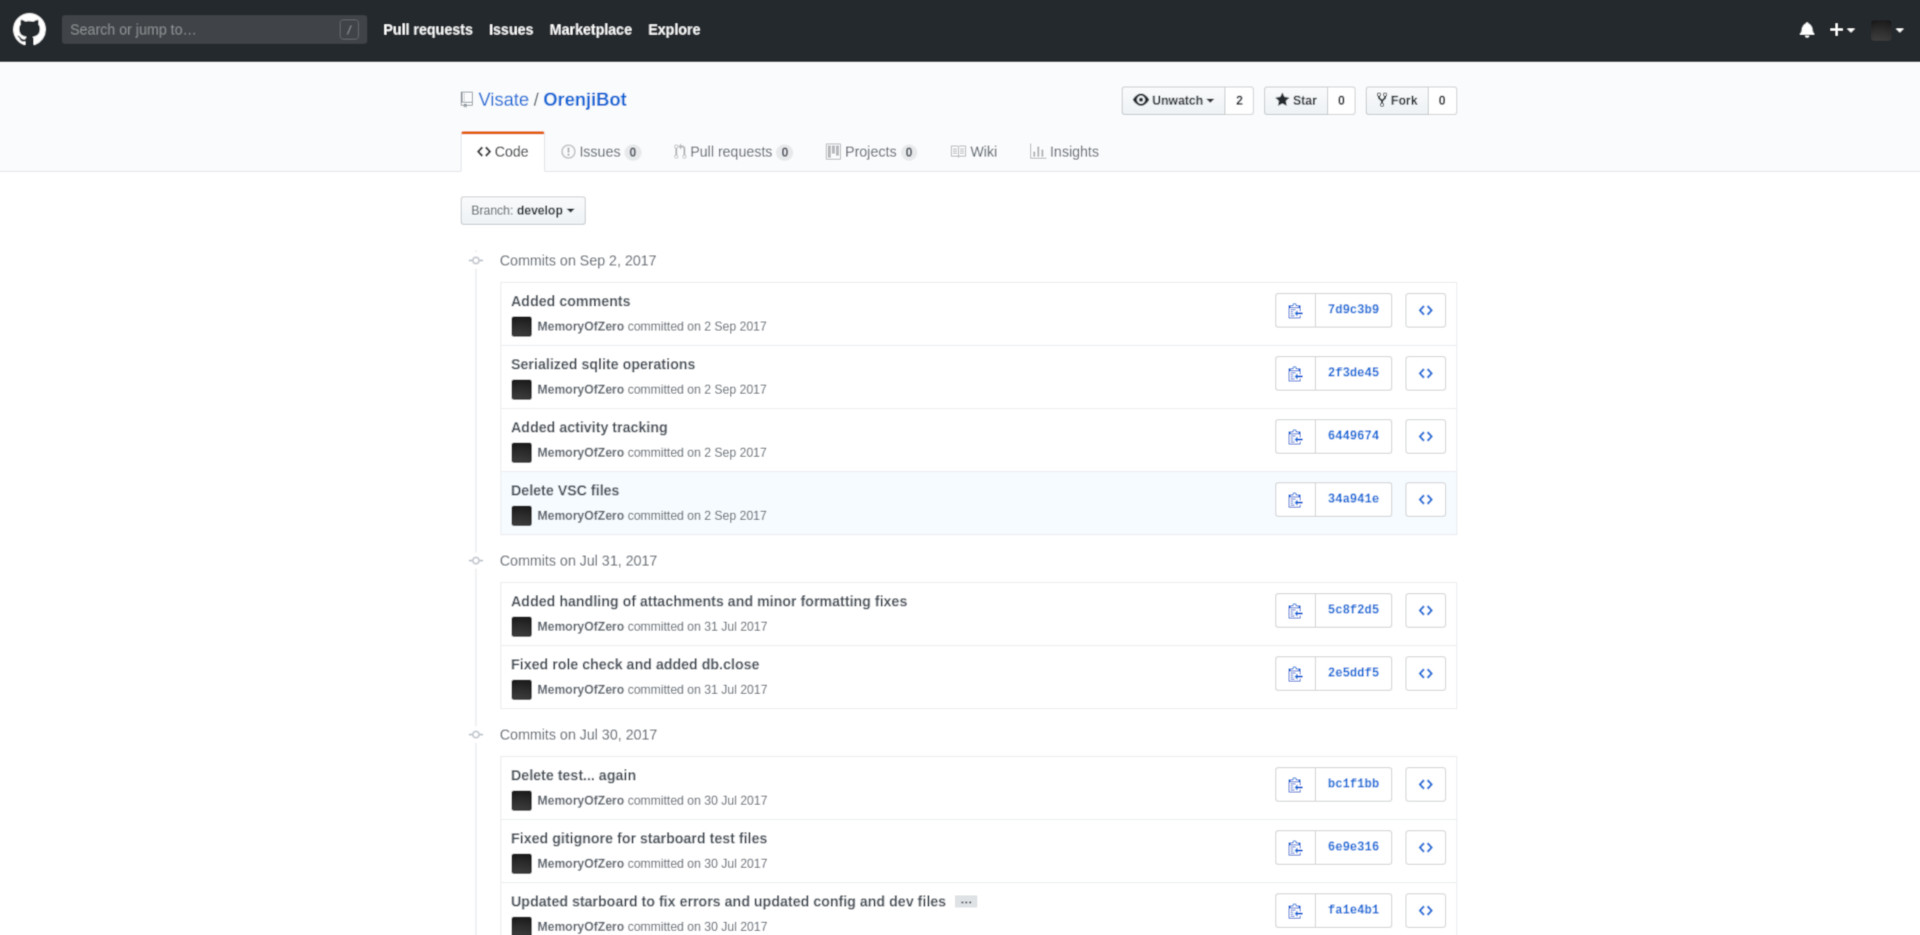 Search or jump to… /
Pull requests Issues Marketplace Explore
Visate / OrenjiBot
Unwatch 2 Star 0 Fork 0
Code Issues 0 Pull requests 0 Projects 0 Wiki Insights
Branch: develop
Commits on Sep 2, 2017
Added comments
MemoryOfZero committed on 2 Sep 2017
7d9c3b9
Serialized sqlite operations
MemoryOfZero committed on 2 Sep 2017
2f3de45
Added activity tracking
MemoryOfZero committed on 2 Sep 2017
6449674
Delete VSC files
MemoryOfZero committed on 2 Sep 2017
34a941e
Commits on Jul 31, 2017
Added handling of attachments and minor formatting fixes
MemoryOfZero committed on 31 Jul 2017
5c8f2d5
Fixed role check and added db.close
MemoryOfZero committed on 31 Jul 2017
2e5ddf5
Commits on Jul 30, 2017
Delete test... again
MemoryOfZero committed on 30 Jul 2017
bc1f1bb
Fixed gitignore for starboard test files
MemoryOfZero committed on 30 Jul 2017
6e9e316
Updated starboard to fix errors and updated config and dev files …
MemoryOfZero committed on 30 Jul 2017
fa1e4b1